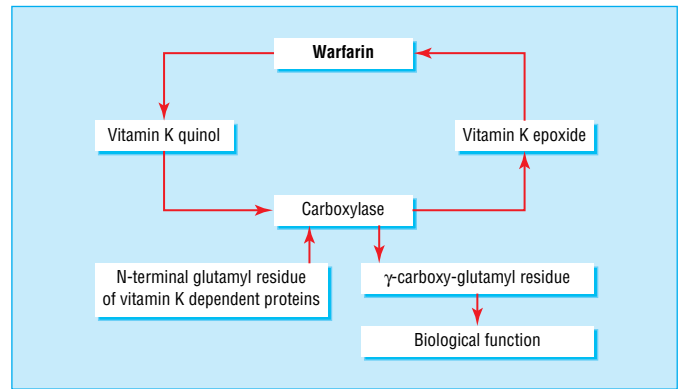 Warfarin
Vitamin K quinol
Vitamin K epoxide
Carboxylase
N-terminal glutamyl residue
of vitamin K dependent proteins
γ-carboxy-glutamyl residue
Biological function